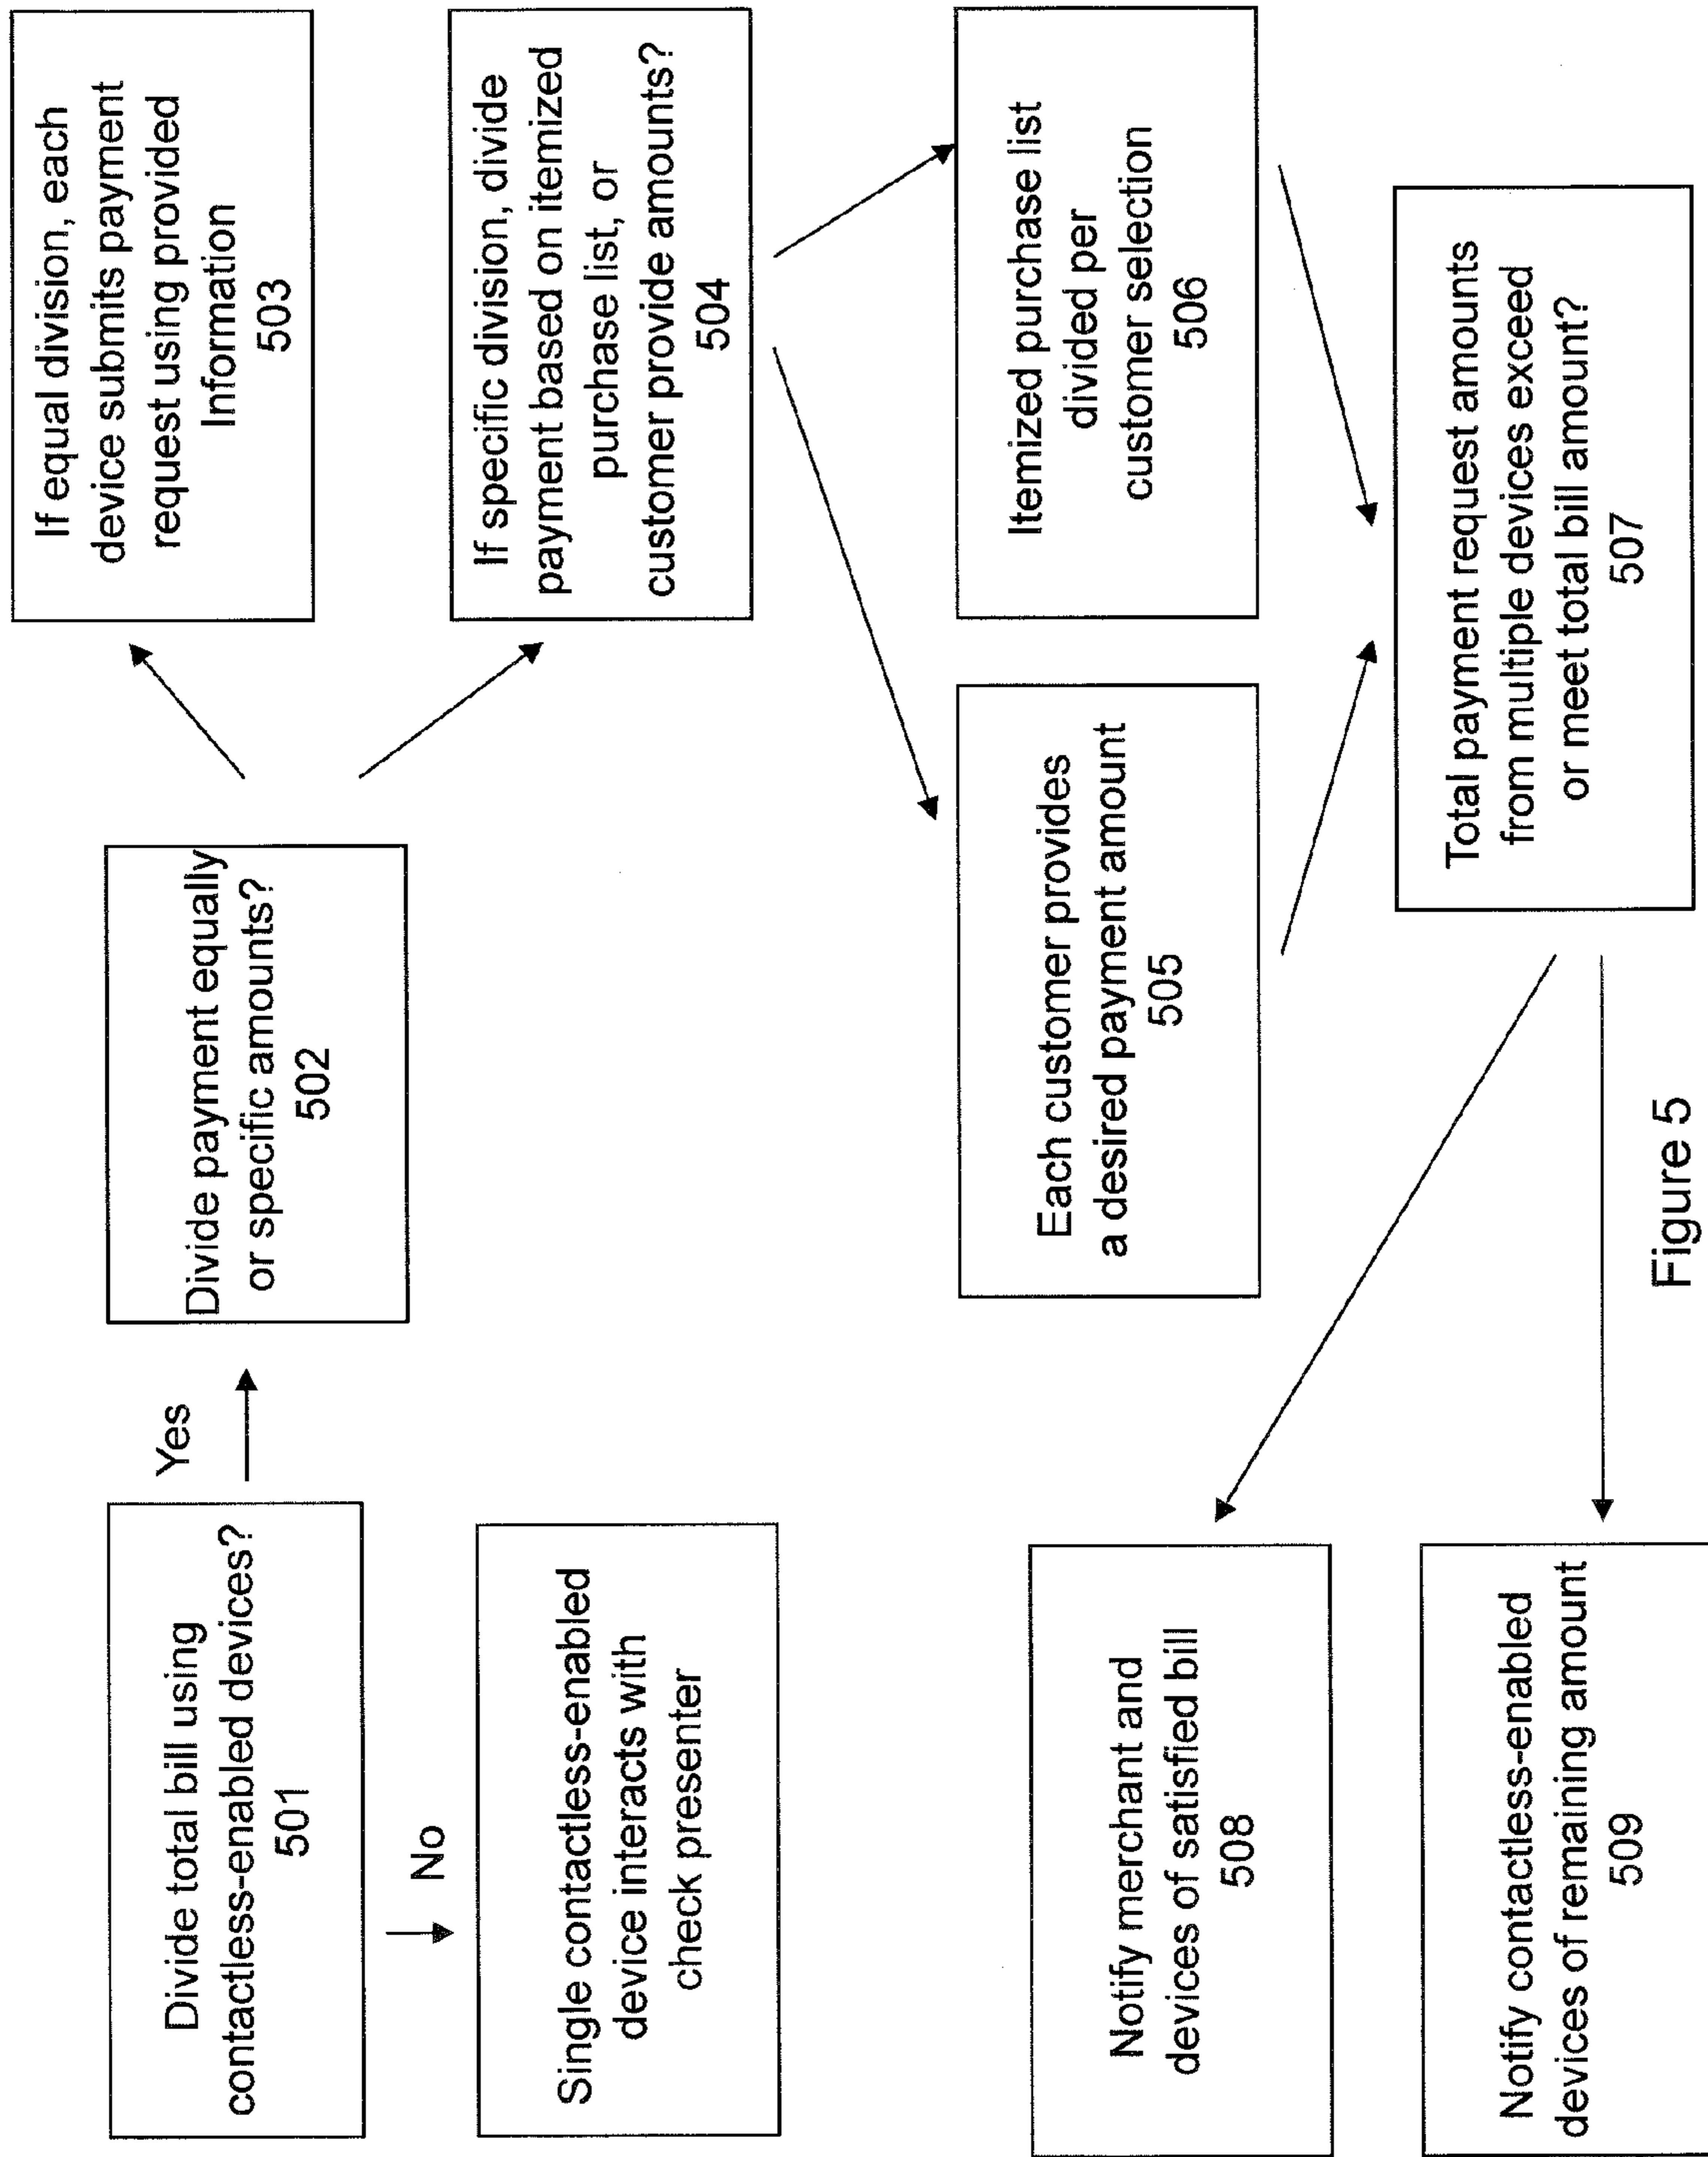 Divide total bill using
contactless-enabled devices?
501
Yes
No
Single contactless-enabled
device interacts with
check presenter
Divide payment equally
or specific amounts?
502
If equal division, each
device submits payment
request using provided
Information
503
If specific division, divide
payment based on itemized
purchase list, or
customer provide amounts?
504
Each customer provides
a desired payment amount
505
Itemized purchase list
divided per
customer selection
506
Total payment request amounts
from multiple devices exceed
or meet total bill amount?
507
Notify merchant and
devices of satisfied bill
508
Notify contactless-enabled
devices of remaining amount
509
Figure 5